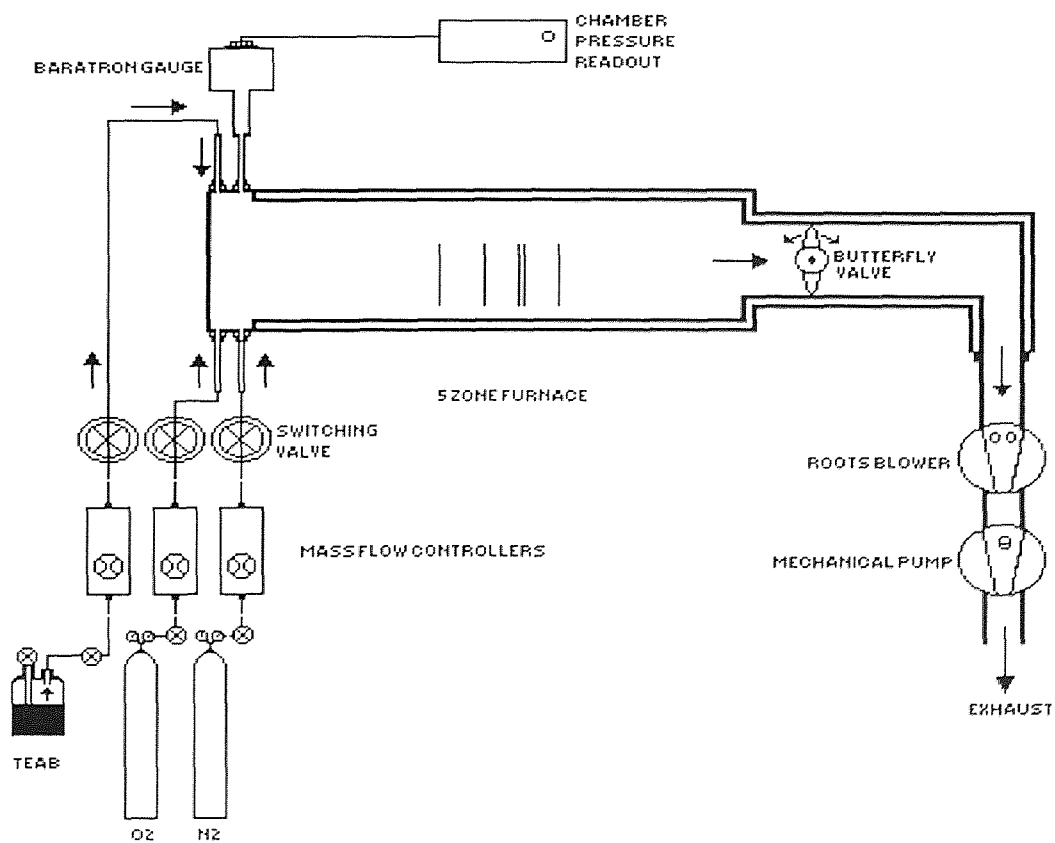 CHAMBER
PRESSURE
READOUT
BARATRON GAUGE
BUTTERFLY
VALVE
5 ZONE FURNACE
SWITCHING
VALVE
ROOTS BLOWER
MASS FLOW CONTROLLERS
MECHANICAL PUMP
EXHAUST
TEAB
O2
N2